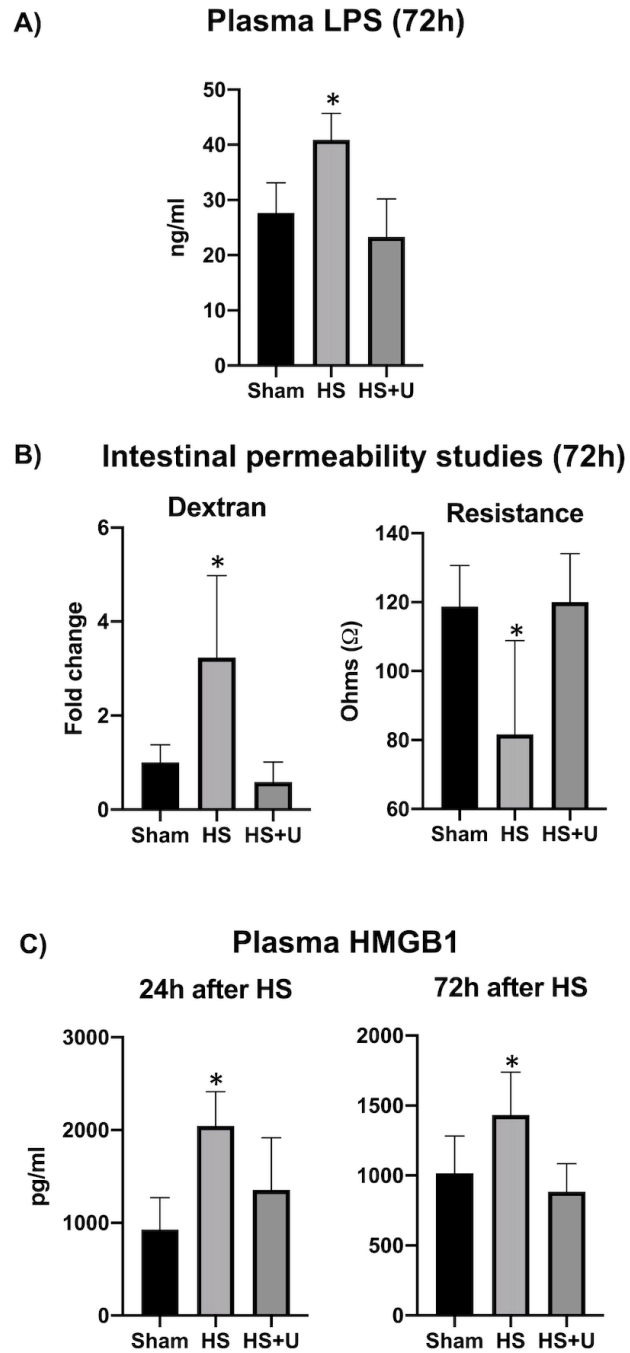 A)
Plasma LPS (72h)
50
40
30
20
10
0
ng/ml
*
Sham HS HS+U
B)
Intestinal permeability studies (72h)
Dextran
6
4
2
0
Fold change
*
Sham HS HS+U
Resistance
140
120
100
80
60
Ohms (Ω)
*
Sham HS HS+U
C)
Plasma HMGB1
24h after HS
3000
2000
1000
0
pg/ml
*
Sham HS HS+U
72h after HS
2000
1500
1000
500
0
*
Sham HS HS+U